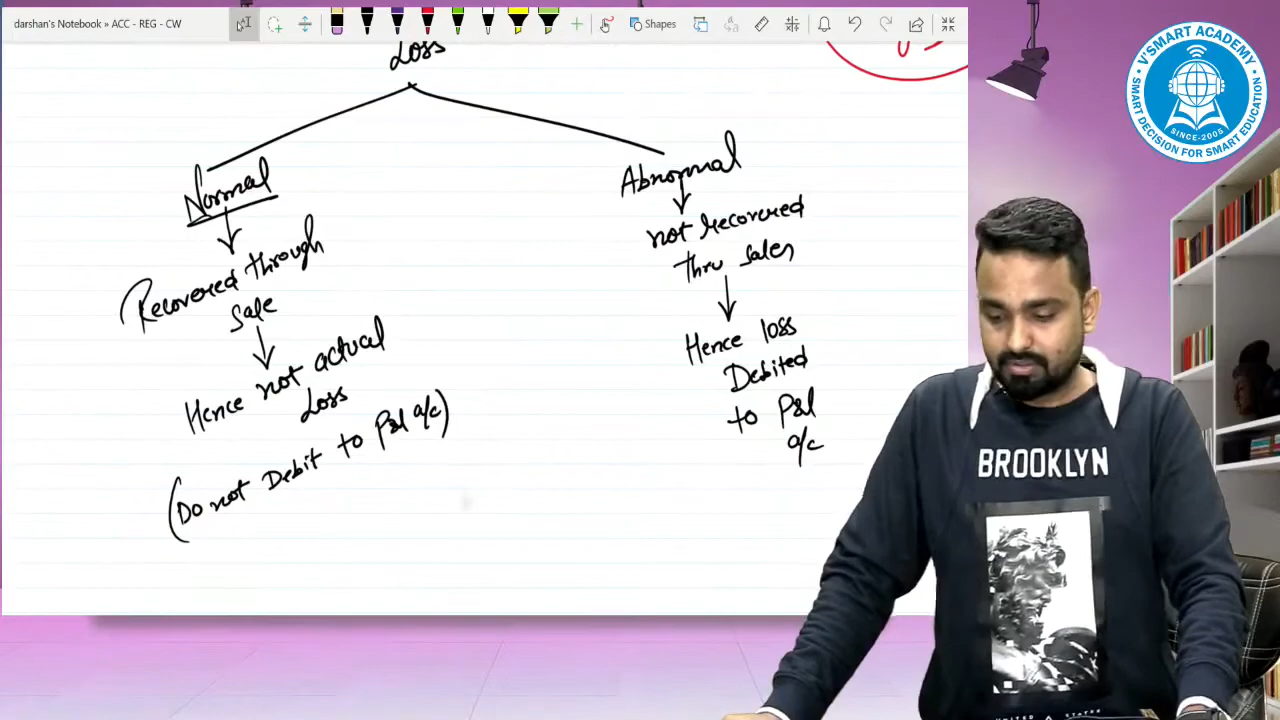 darshan's Notebook » ACC - REG - CW
Shapes
Loss
Normal
Recovered through
sale
Hence not actual
Loss
(Do not Debit to P&l a/c)
Abnormal
not recovered
thru sales
Hence loss
Debited
to P&l
a/c
V'SMART ACADEMY
SINCE-2005
SMART DECISION FOR SMART EDUCATION
BROOKLYN